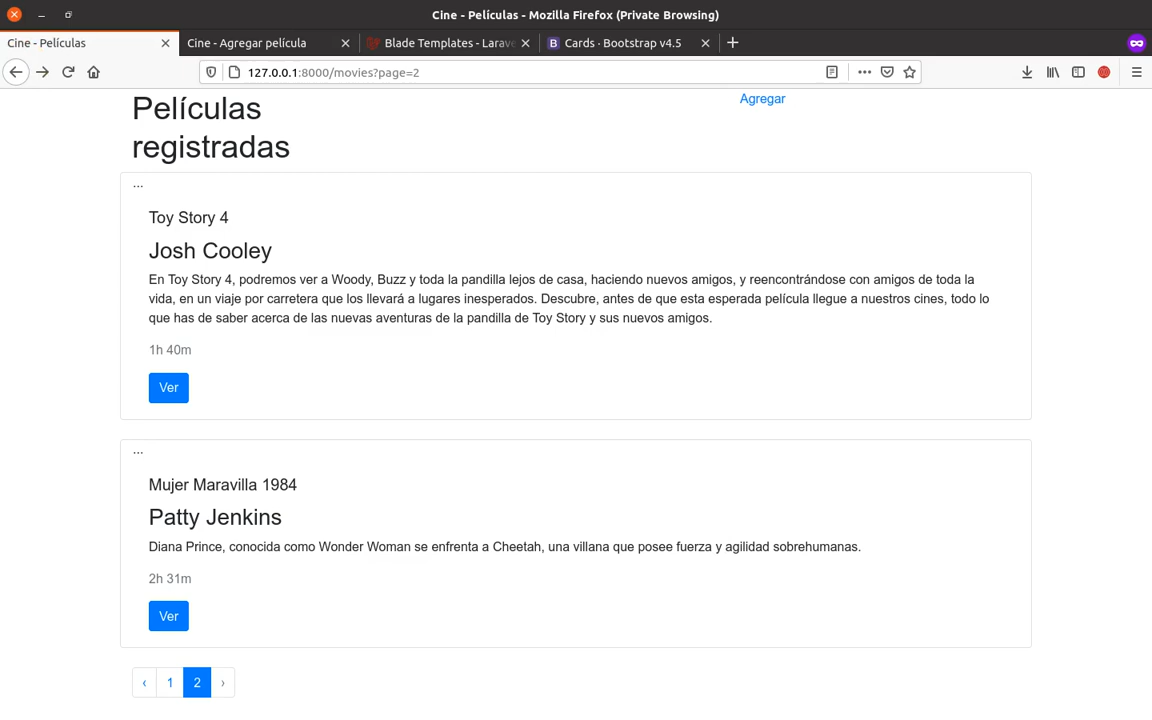 Cine - Películas - Mozilla Firefox (Private Browsing)
Cine - Películas
Cine - Agregar película
Blade Templates - Larave
B Cards · Bootstrap v4.5
127.0.0.1:8000/movies?page=2
Películas
registradas
Agregar
...
Toy Story 4
Josh Cooley
En Toy Story 4, podremos ver a Woody, Buzz y toda la pandilla lejos de casa, haciendo nuevos amigos, y reencontrándose con amigos de toda la
vida, en un viaje por carretera que los llevará a lugares inesperados. Descubre, antes de que esta esperada película llegue a nuestros cines, todo lo
que has de saber acerca de las nuevas aventuras de la pandilla de Toy Story y sus nuevos amigos.
1h 40m
Ver
...
Mujer Maravilla 1984
Patty Jenkins
Diana Prince, conocida como Wonder Woman se enfrenta a Cheetah, una villana que posee fuerza y agilidad sobrehumanas.
2h 31m
Ver
‹ 1 2 ›